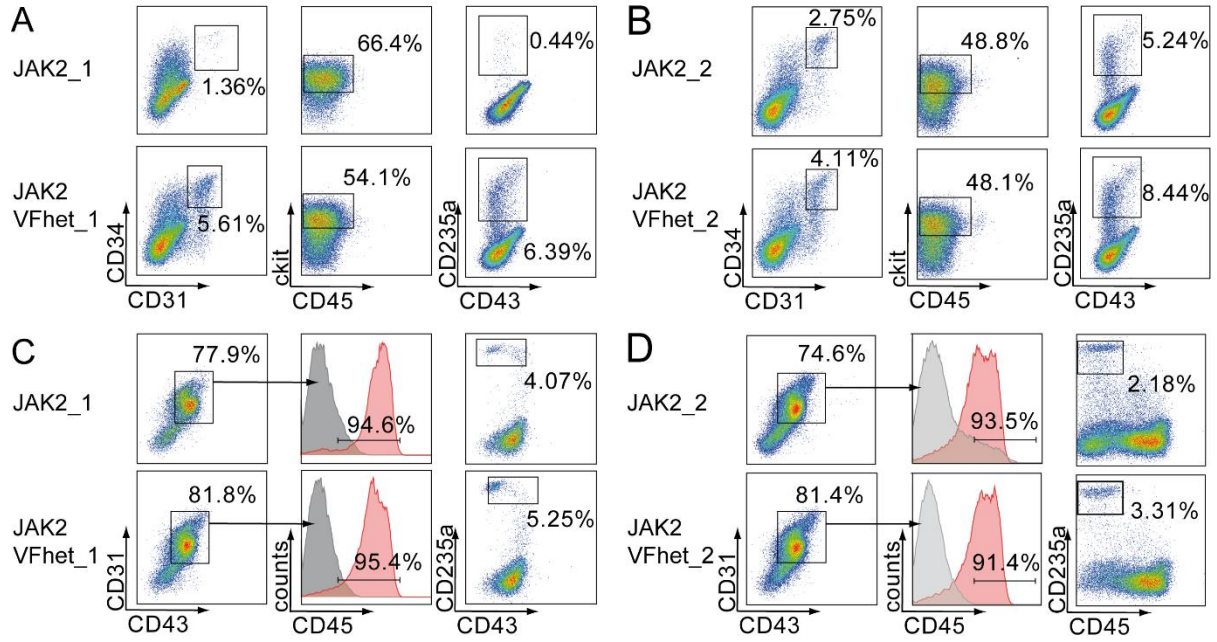 A
JAK2_1
1.36%
66.4%
0.44%
JAK2
VFhet_1
5.61%
54.1%
6.39%
CD34
CD31
ckit
CD45
CD235a
CD43
B
JAK2_2
2.75%
48.8%
5.24%
JAK2
VFhet_2
4.11%
48.1%
8.44%
CD34
CD31
ckit
CD45
CD235a
CD43
C
JAK2_1
77.9%
94.6%
4.07%
JAK2
VFhet_1
81.8%
95.4%
5.25%
CD31
CD43
counts
CD45
CD235a
CD43
D
JAK2_2
74.6%
93.5%
2.18%
JAK2
VFhet_2
81.4%
91.4%
3.31%
CD31
CD43
counts
CD45
CD235a
CD45